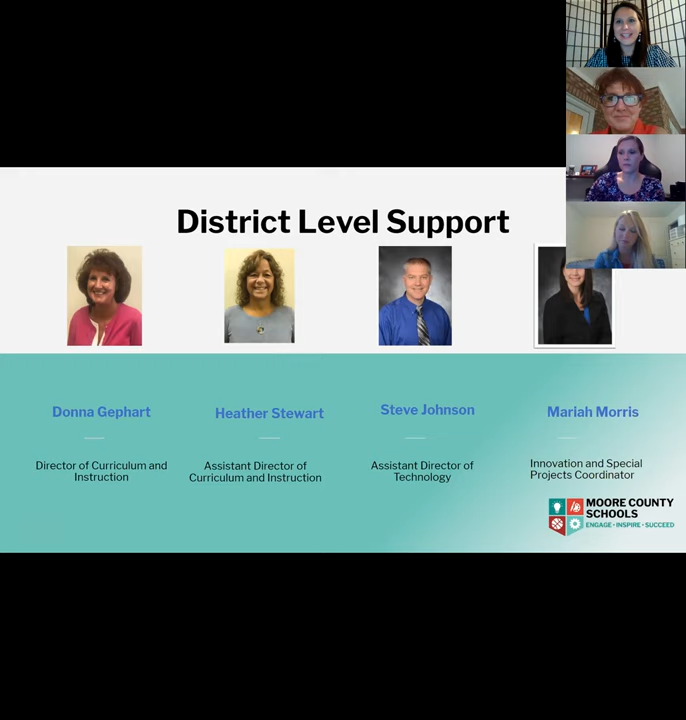 District Level Support
Donna Gephart
Heather Stewart
Steve Johnson
Mariah Morris
Director of Curriculum and
Instruction
Assistant Director of
Curriculum and Instruction
Assistant Director of
Technology
Innovation and Special
Projects Coordinator
MOORE COUNTY
SCHOOLS
ENGAGE • INSPIRE • SUCCEED